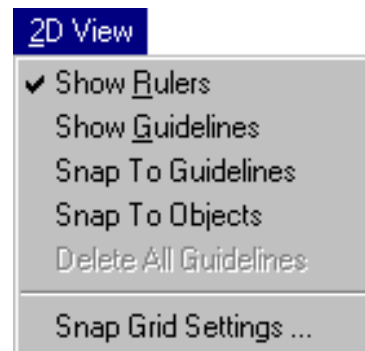 2D View
Show Rulers
Show Guidelines
Snap To Guidelines
Snap To Objects
Delete All Guidelines
Snap Grid Settings ...